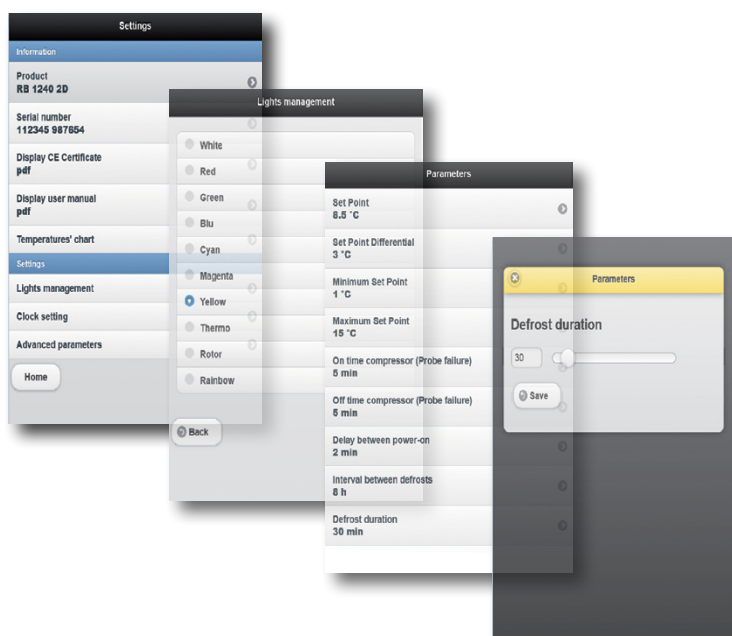 Settings
Information
Product
RB 1240 2D
Serial number
112345 987654
Display CE Certificate
pdf
Display user manual
pdf
Temperatures' chart
Settings
Lights management
Clock setting
Advanced parameters
Home
Lights management
White
Red
Green
Blu
Cyan
Magenta
Yellow
Thermo
Rotor
Rainbow
Back
Parameters
Set Point
8.5 °C
Set Point Differential
3 °C
Minimum Set Point
1 °C
Maximum Set Point
15 °C
On time compressor (Probe failure)
5 min
Off time compressor (Probe failure)
5 min
Delay between power-on
2 min
Interval between defrosts
8 h
Defrost duration
30 min
Parameters
Defrost duration
30
Save